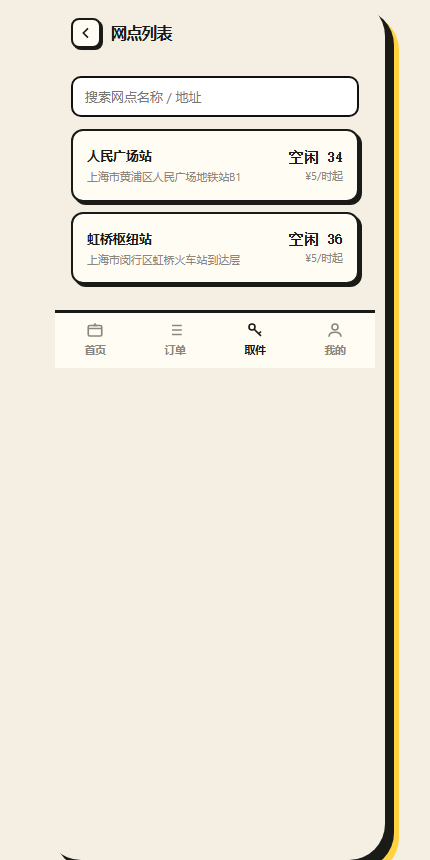 网点列表
搜索网点名称 / 地址
人民广场站 空闲 34
上海市黄浦区人民广场地铁站B1 ¥5/时起
虹桥枢纽站 空闲 36
上海市闵行区虹桥火车站到达层 ¥5/时起
首页 订单 取件 我的